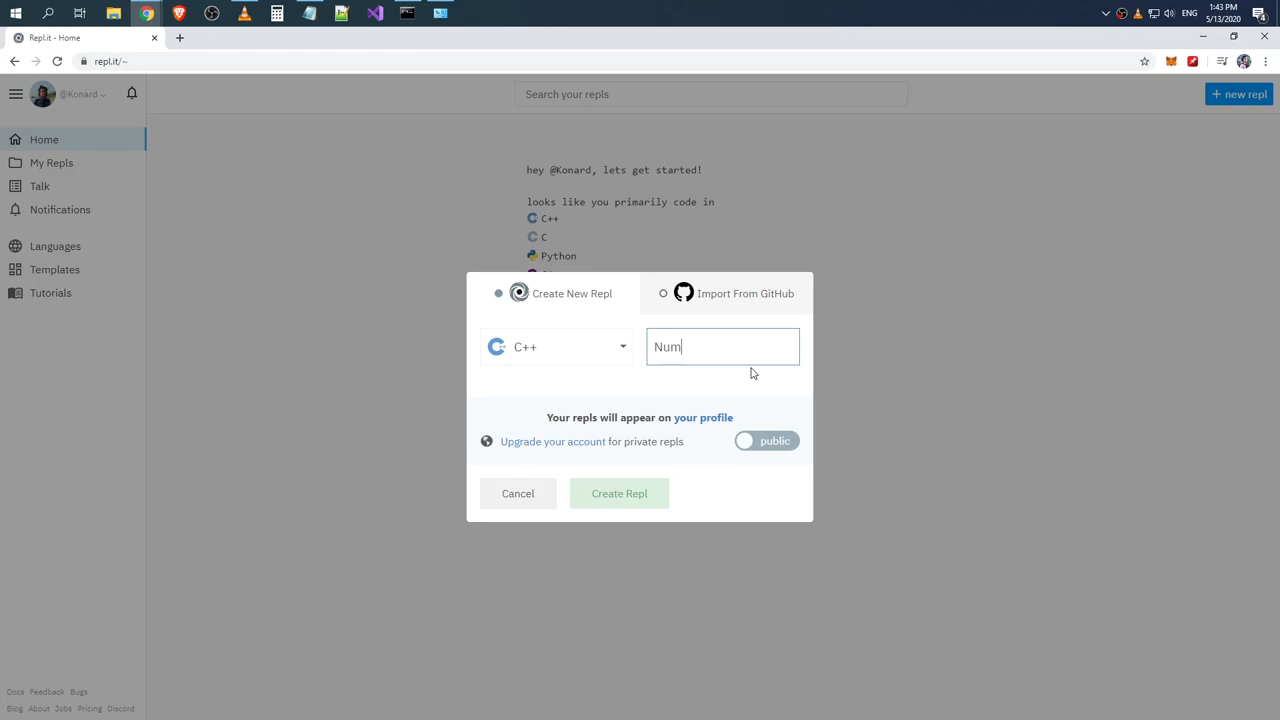 1:43 PM
ENG
5/13/2020
4
Repl.it - Home
repl.it/~
@Konard
Search your repls
+ new repl
Home
My Repls
Talk
Notifications
Languages
Templates
Tutorials
hey @Konard, lets get started!
looks like you primarily code in
C++
C
Python
Create New Repl
Import From GitHub
C++
Num
Your repls will appear on your profile
Upgrade your account for private repls
public
Cancel
Create Repl
Docs Feedback Bugs
Blog About Jobs Pricing Discord